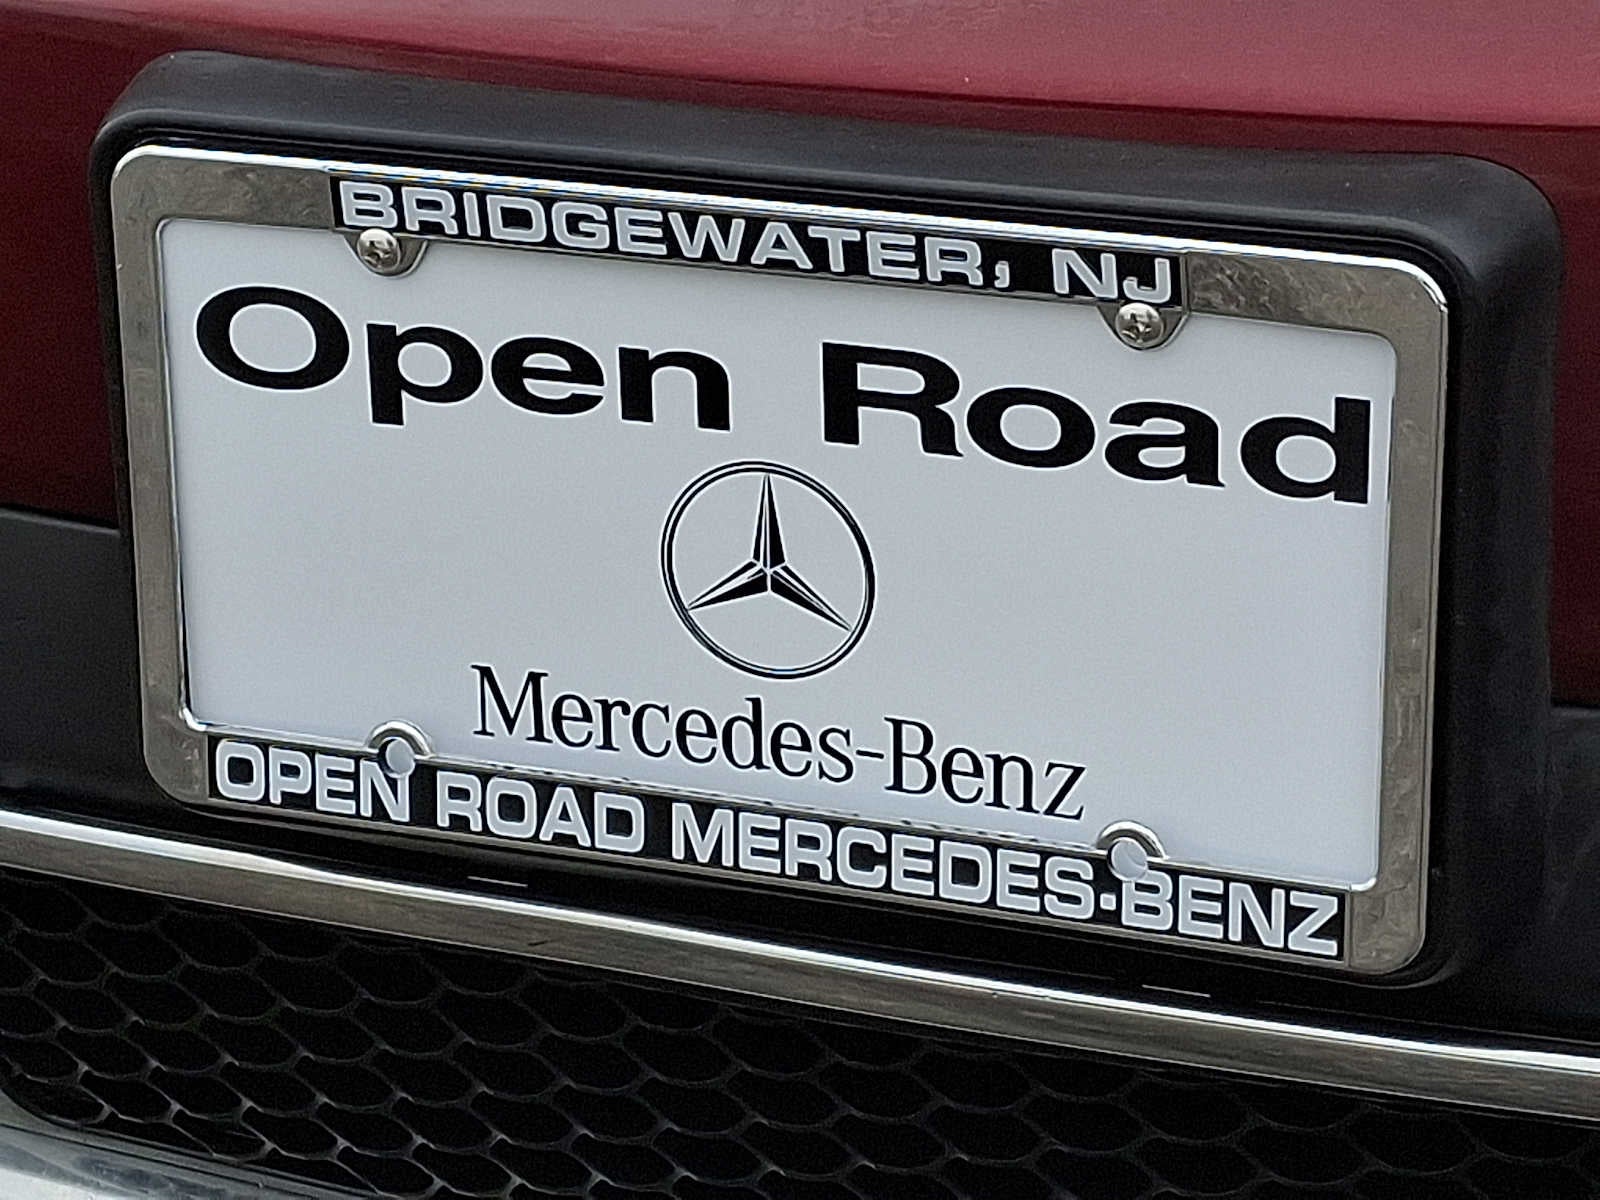 BRIDGEWATER, NJ
Open Road
Mercedes-Benz
OPEN ROAD MERCEDES-BENZ